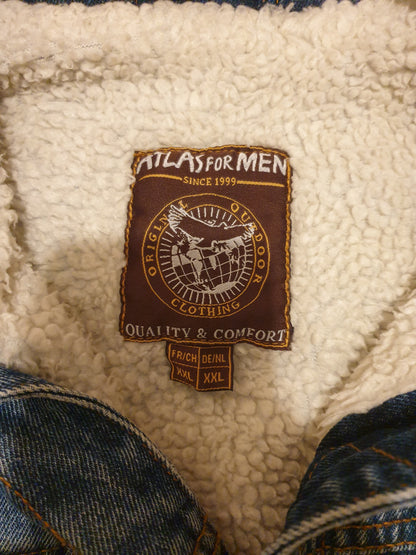 ATLAS FOR MEN
SINCE 1999
ORIGINAL OUTDOOR
CLOTHING
QUALITY & COMFORT
FR/CH DE/NL
XXL XXL